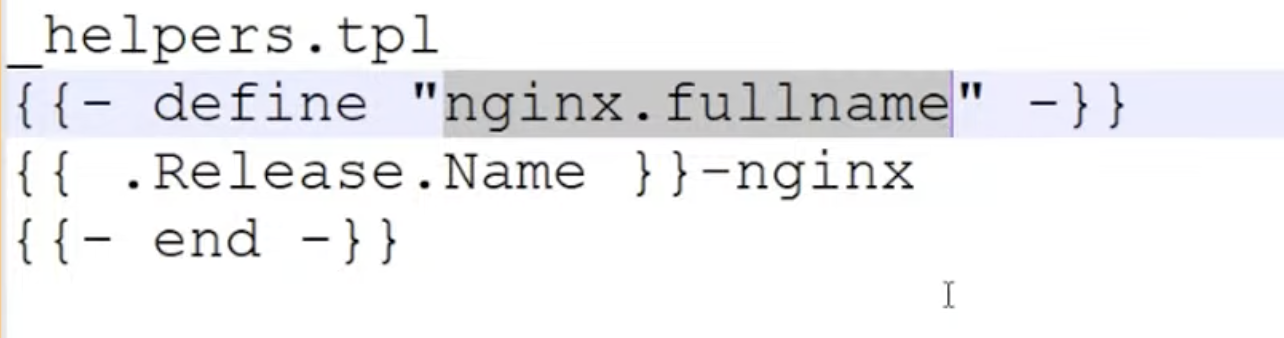 _helpers.tpl
{{- define "nginx.fullname" -}}
{{ .Release.Name }}-nginx
{{- end -}}